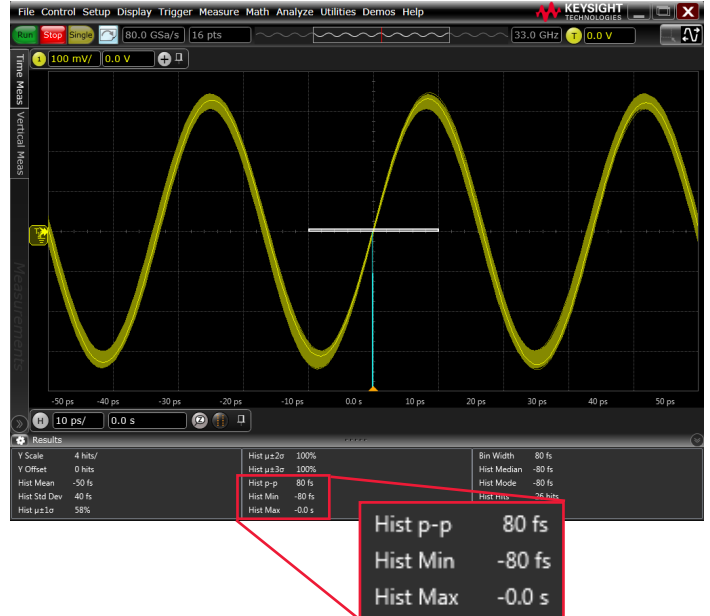 File Control Setup Display Trigger Measure Math Analyze Utilities Demos Help
KEYSIGHT
TECHNOLOGIES
Run Stop Single 80.0 GSa/s 16 pts 33.0 GHz T 0.0 V
1 100 mV/ 0.0 V
Time Meas
Vertical Meas
Measurements
T
-50 ps -40 ps -30 ps -20 ps -10 ps 0.0 s 10 ps 20 ps 30 ps 40 ps 50 ps
H 10 ps/ 0.0 s
Results
Y Scale 4 hits/
Y Offset 0 hits
Hist Mean -50 fs
Hist Std Dev 40 fs
Hist µ±1σ 58%
Hist µ±2σ 100%
Hist µ±3σ 100%
Hist p-p 80 fs
Hist Min -80 fs
Hist Max -0.0 s
Bin Width 80 fs
Hist Median -80 fs
Hist Mode -80 fs
Hist Hits 26 hits
Hist p-p 80 fs
Hist Min -80 fs
Hist Max -0.0 s